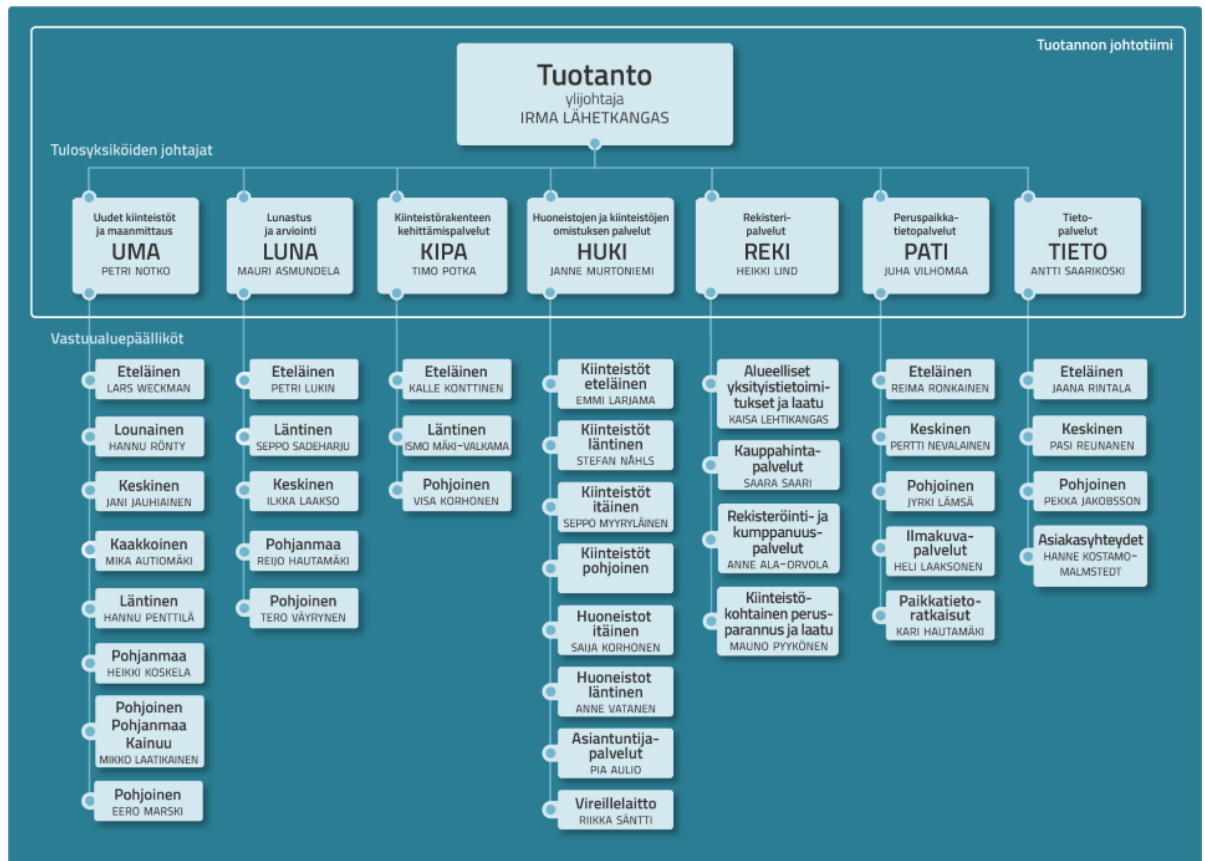 Tuotannon johtotiimi
Tuotanto
ylijohtaja
IRMA LÄHETKANGAS
Tulosyksiköiden johtajat
Uudet kiinteistöt
ja maanmittaus
UMA
PETRI NOTKO
Lunastus
ja arviointi
LUNA
MAURI ASMUNDELA
Kiinteistörakenteen
kehittämispalvelut
KIPA
TIMO POTKA
Huoneistojen ja kiinteistöjen
omistuksen palvelut
HUKI
JANNE MURTONIEMI
Rekisteri-
palvelut
REKI
HEIKKI LIND
Peruspaikka-
tietopalvelut
PATI
JUHA VILHOMAA
Tieto-
palvelut
TIETO
ANTTI SAARIKOSKI
Vastuualuepäälliköt
Eteläinen
LARS WECKMAN
Lounainen
HANNU RÖNTY
Keskinen
JANI JAUHIAINEN
Kaakkoinen
MIKA AUTIOMÄKI
Läntinen
HANNU PENTTILÄ
Pohjanmaa
HEIKKI KOSKELA
Pohjoinen
Pohjanmaa
Kainuu
MIKKO LAATIKAINEN
Pohjoinen
EERO MARSKI
Eteläinen
PETRI LUKIN
Läntinen
SEPPO SADEHARJU
Keskinen
ILKKA LAAKSO
Pohjanmaa
REIJO HAUTAMÄKI
Pohjoinen
TERO VÄYRYNEN
Eteläinen
KALLE KONTTINEN
Läntinen
ISMO MÄKI-VALKAMA
Pohjoinen
VISA KORHONEN
Kiinteistöt
eteläinen
EMMI LARJAMA
Kiinteistöt
läntinen
STEFAN NÅHLS
Kiinteistöt
itäinen
SEPPO MYYRYLÄINEN
Kiinteistöt
pohjoinen
Huoneistot
itäinen
SAIJA KORHONEN
Huoneistot
läntinen
ANNE VATANEN
Asiantuntija-
palvelut
PIA AULIO
Vireillelaitto
RIIKKA SÄNTTI
Alueelliset
yksityistietoimi-
tukset ja laatu
KAISA LEHTIKANGAS
Kauppahinta-
palvelut
SAARA SAARI
Rekisteröinti- ja
kumppanuus-
palvelut
ANNE ALA-ORVOLA
Kiinteistö-
kohtainen perus-
parannus ja laatu
MAUNO PYYKÖNEN
Eteläinen
REIMA RONKAINEN
Keskinen
PERTTI NEVALAINEN
Pohjoinen
JYRKI LÄMSÄ
Ilmakuva-
palvelut
HELI LAAKSONEN
Paikkatieto-
ratkaisut
KARI HAUTAMÄKI
Eteläinen
JAANA RINTALA
Keskinen
PASI REUNANEN
Pohjoinen
PEKKA JAKOBSSON
Asiakasyhteydet
HANNE KOSTAMO-
MALMSTEDT